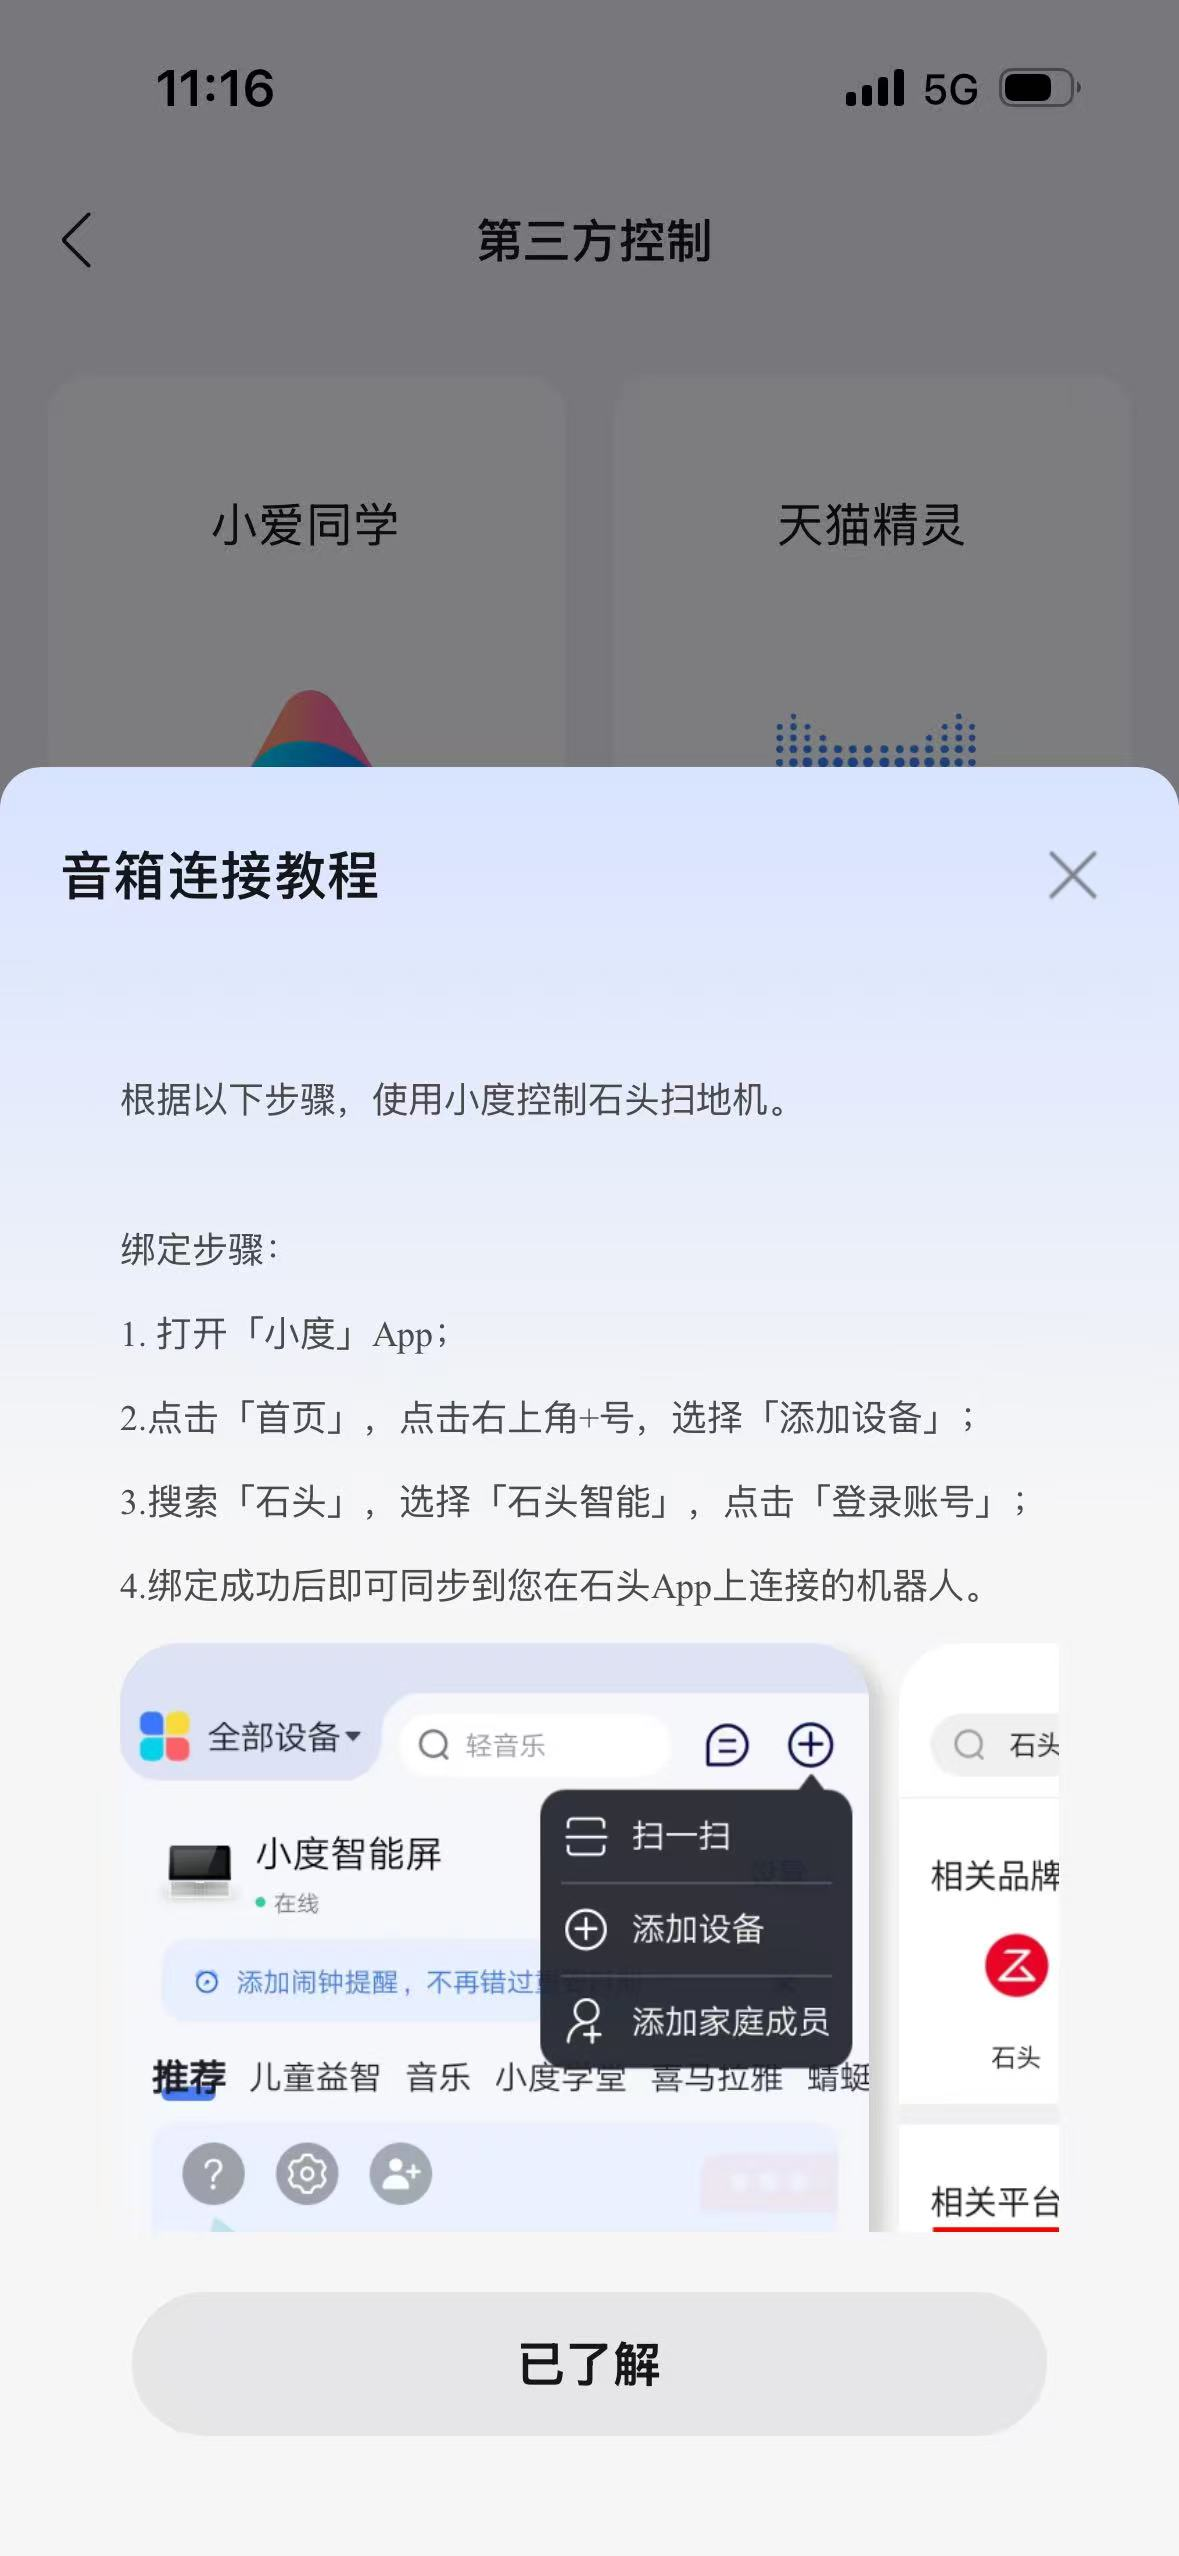 11:16
5G
第三方控制
小爱同学
天猫精灵
音箱连接教程
根据以下步骤，使用小度控制石头扫地机。
绑定步骤：
1. 打开「小度」App；
2.点击「首页」，点击右上角+号，选择「添加设备」；
3.搜索「石头」，选择「石头智能」，点击「登录账号」；
4.绑定成功后即可同步到您在石头App上连接的机器人。
全部设备
轻音乐
石头
扫一扫
小度智能屏
在线
相关品牌
添加设备
添加闹钟提醒，不再错过重要
添加家庭成员
石头
推荐 儿童益智 音乐 小度学堂 喜马拉雅 蜻蜓
相关平台
已了解